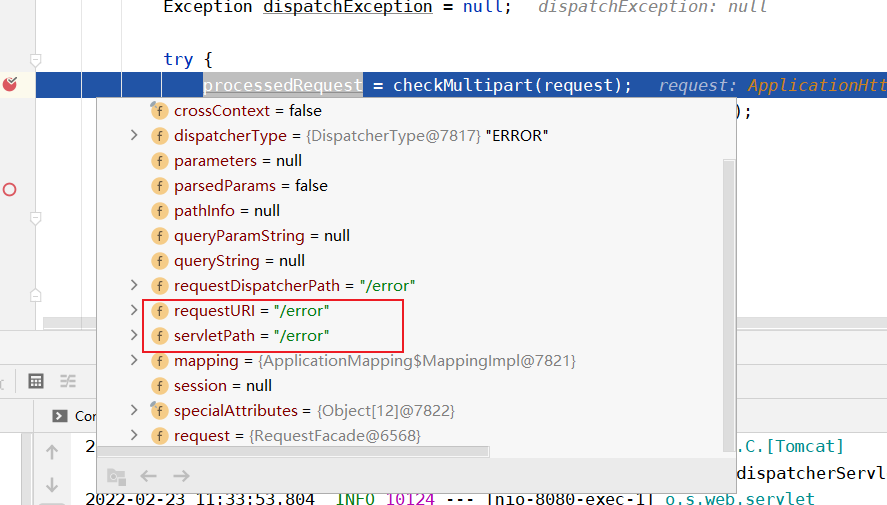 Exception dispatchException = null;   dispatchException: null
try {
processedRequest = checkMultipart(request);   request: ApplicationHtt
f crossContext = false
);
f dispatcherType = {DispatcherType@7817} "ERROR"
f parameters = null
f parsedParams = false
f pathInfo = null
f queryParamString = null
f queryString = null
f requestDispatcherPath = "/error"
f requestURI = "/error"
f servletPath = "/error"
f mapping = {ApplicationMapping$MappingImpl@7821}
f session = null
f specialAttributes = {Object[12]@7822}
Con
f request = {RequestFacade@6568}
2 .C.[Tomcat]
dispatcherServl
2022-02-23 11:33:53.804  INFO 10124 --- [nio-8080-exec-1] o.s.web.servlet